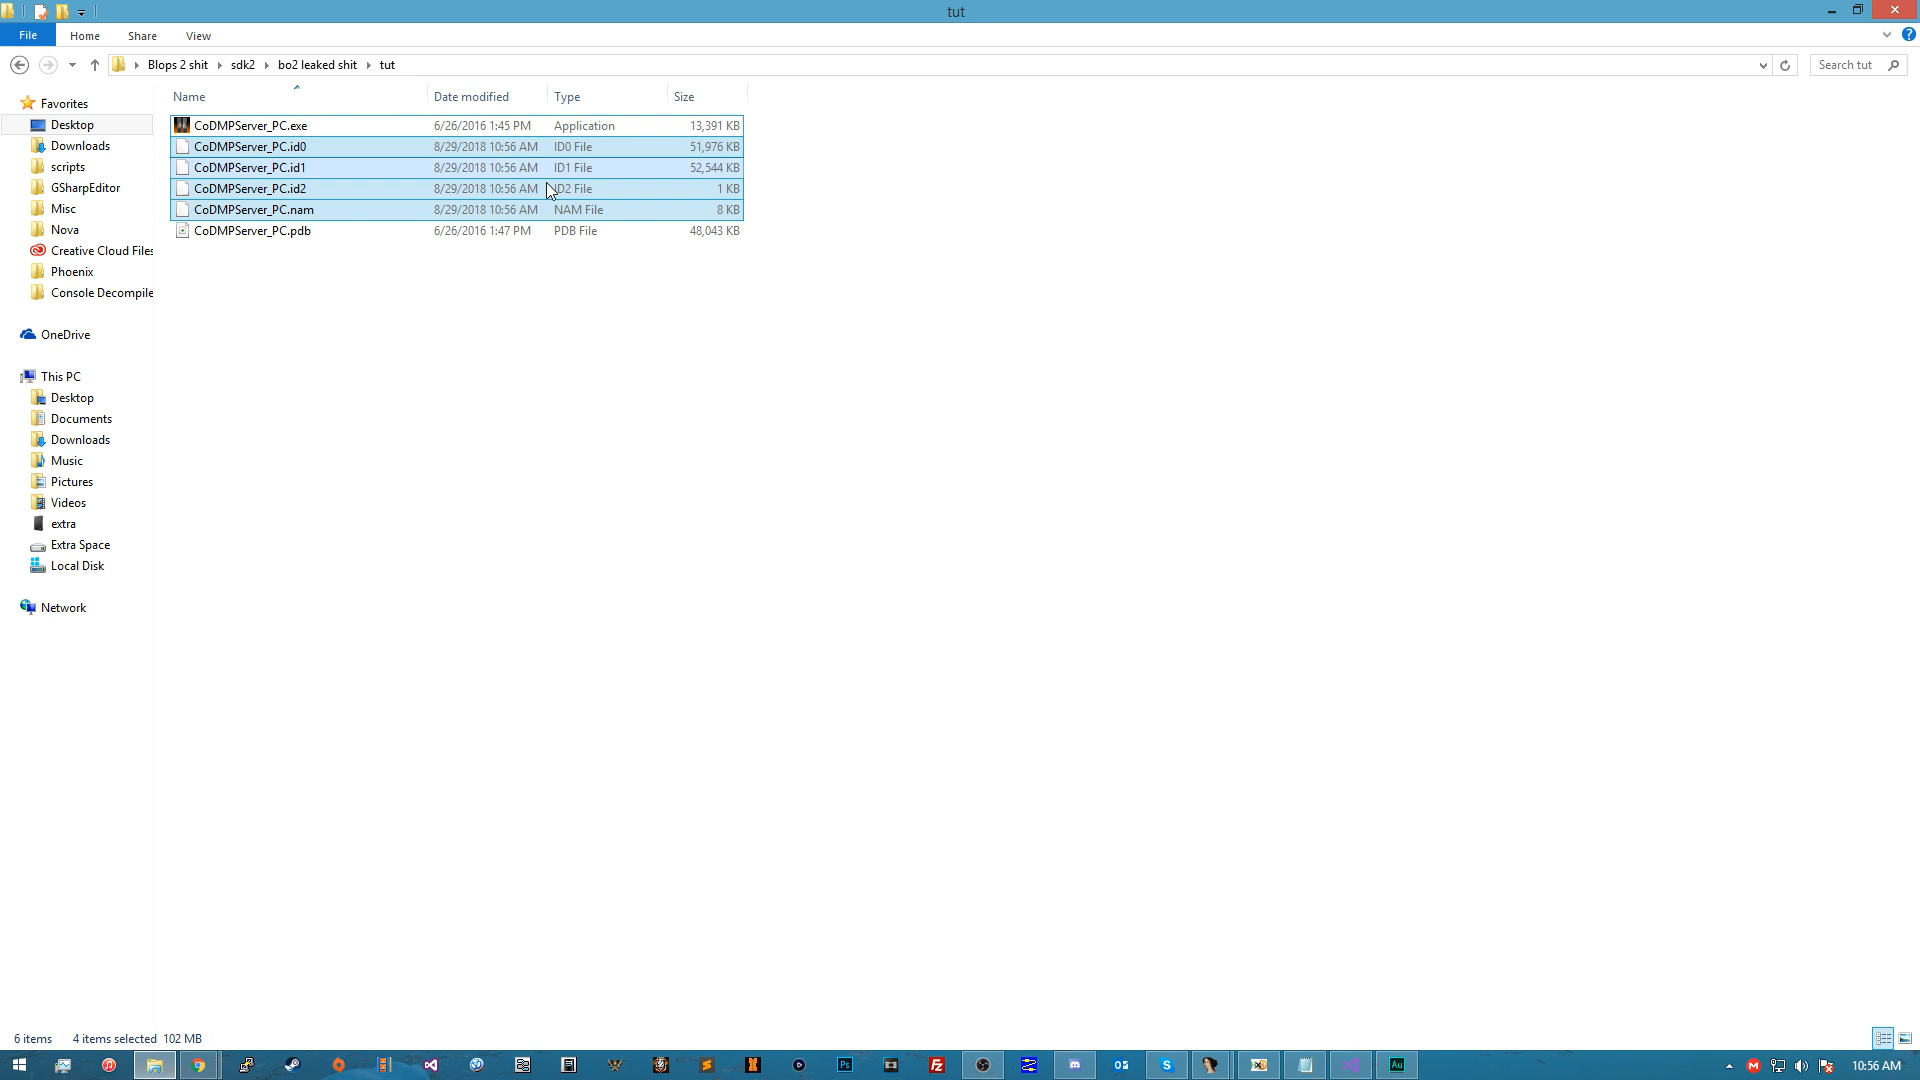 tut
File Home Share View
Blops 2 shit sdk2 bo2 leaked shit tut
Search tut
Name Date modified Type Size
CoDMPServer_PC.exe 6/26/2016 1:45 PM Application 13,391 KB
CoDMPServer_PC.id0 8/29/2018 10:56 AM ID0 File 51,976 KB
CoDMPServer_PC.id1 8/29/2018 10:56 AM ID1 File 52,544 KB
CoDMPServer_PC.id2 8/29/2018 10:56 AM ID2 File 1 KB
CoDMPServer_PC.nam 8/29/2018 10:56 AM NAM File 8 KB
CoDMPServer_PC.pdb 6/26/2016 1:47 PM PDB File 48,043 KB
Favorites
Desktop
Downloads
scripts
GSharpEditor
Misc
Nova
Creative Cloud Files
Phoenix
Console Decompile
OneDrive
This PC
Desktop
Documents
Downloads
Music
Pictures
Videos
extra
Extra Space
Local Disk
Network
6 items 4 items selected 102 MB
10:56 AM